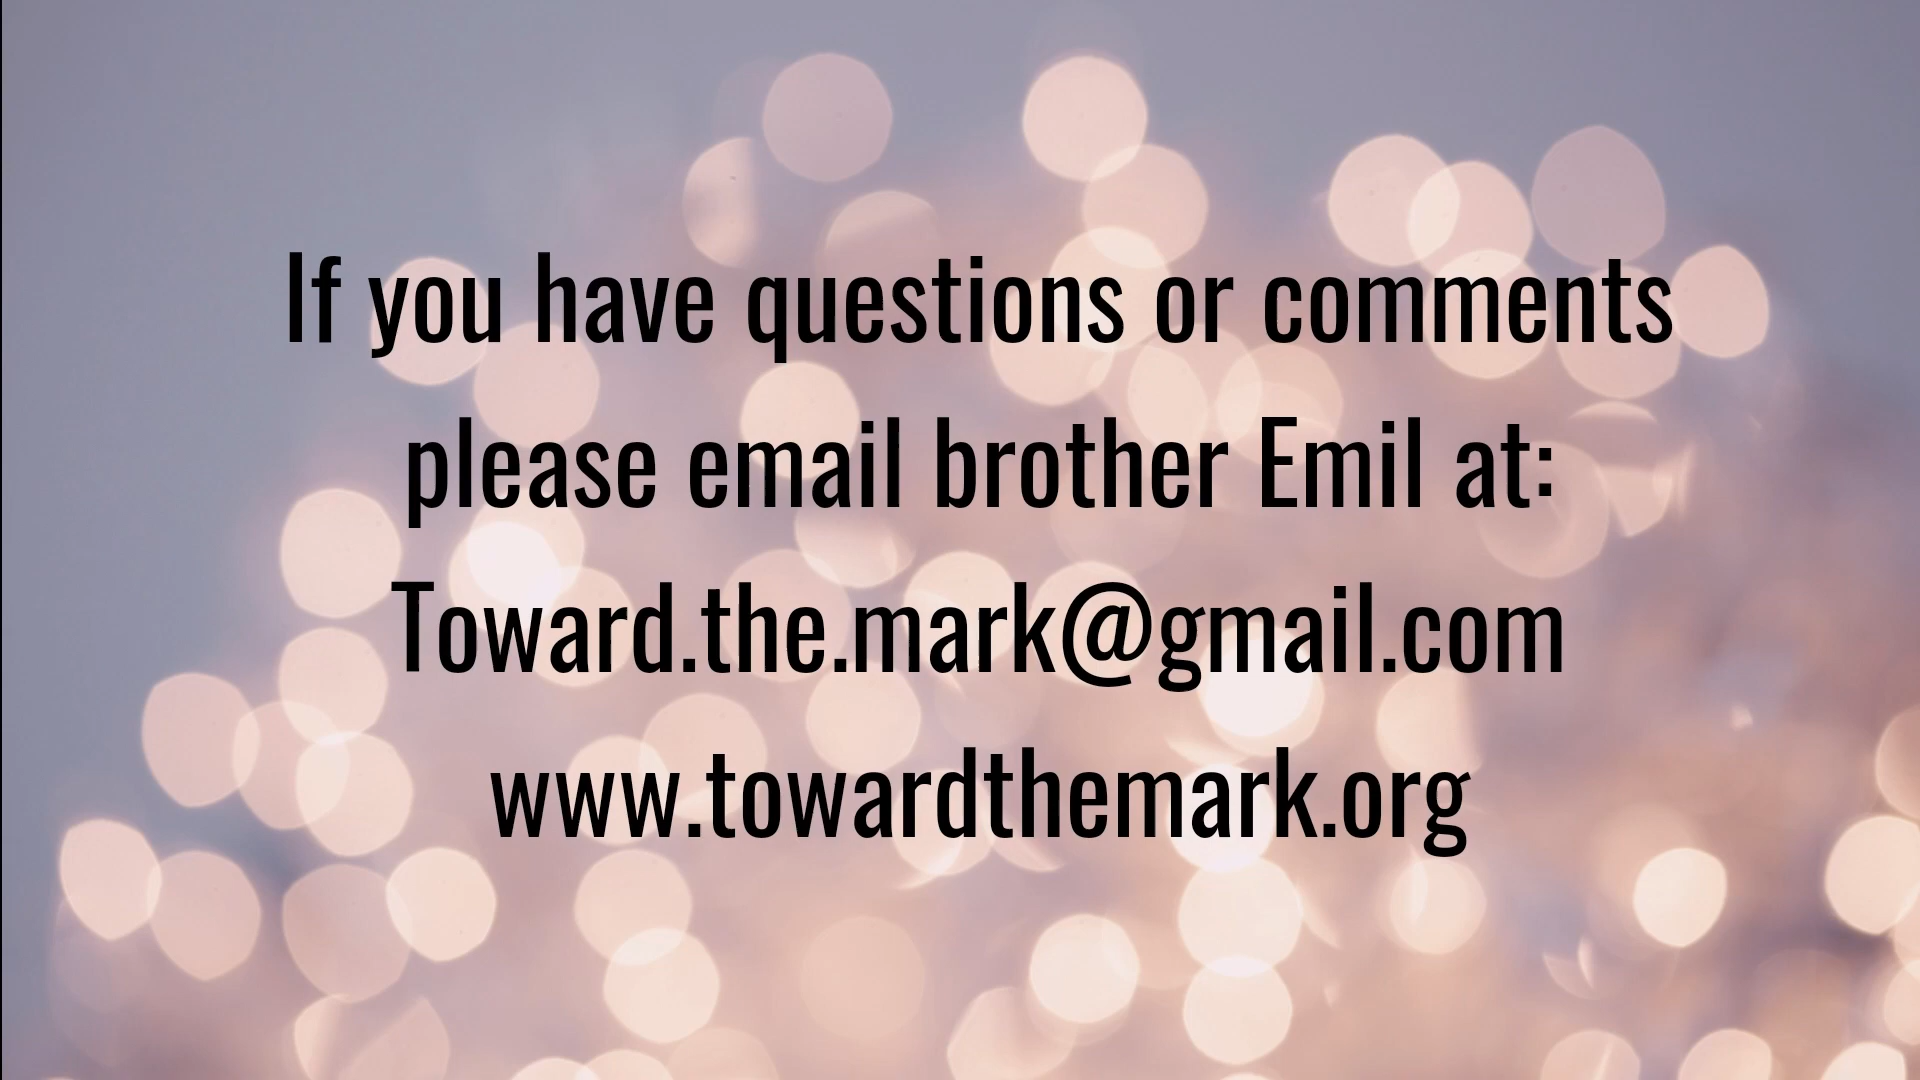 If you have questions or comments
please email brother Emil at:
Toward.the.mark@gmail.com
www.towardthemark.org